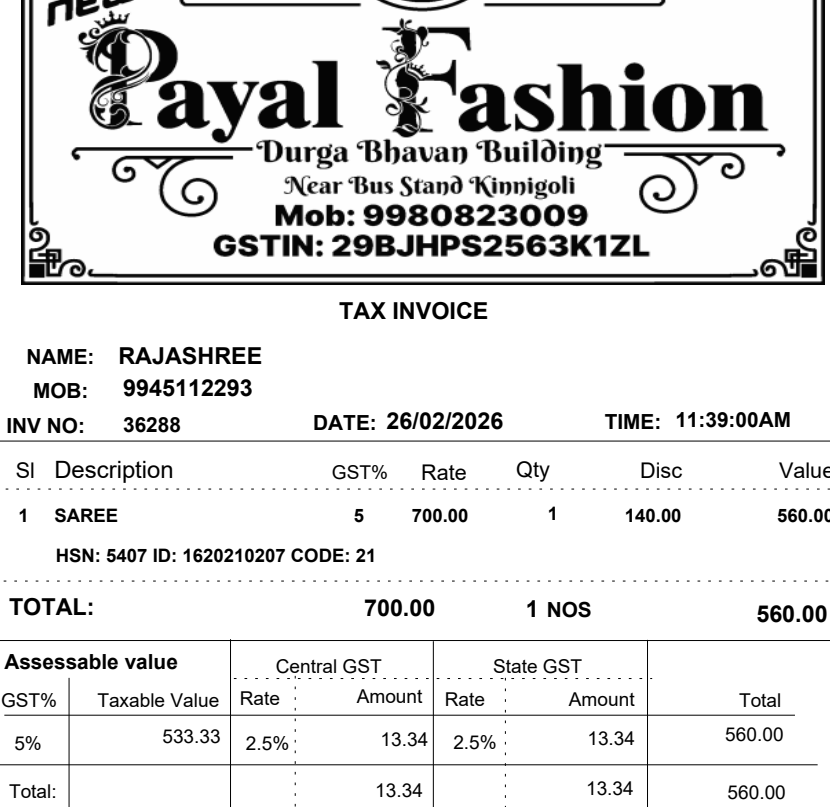 new
Payal Fashion
Durga Bhavan Building
Near Bus Stand Kinnigoli
Mob: 9980823009
GSTIN: 29BJHPS2563K1ZL
TAX INVOICE
NAME: RAJASHREE
MOB: 9945112293
INV NO: 36288 DATE: 26/02/2026 TIME: 11:39:00AM
Sl Description GST% Rate Qty Disc Value
1 SAREE 5 700.00 1 140.00 560.00
HSN: 5407 ID: 1620210207 CODE: 21
TOTAL: 700.00 1 NOS 560.00
Assessable value Central GST State GST
GST% Taxable Value Rate Amount Rate Amount Total
5% 533.33 2.5% 13.34 2.5% 13.34 560.00
Total: 13.34 13.34 560.00